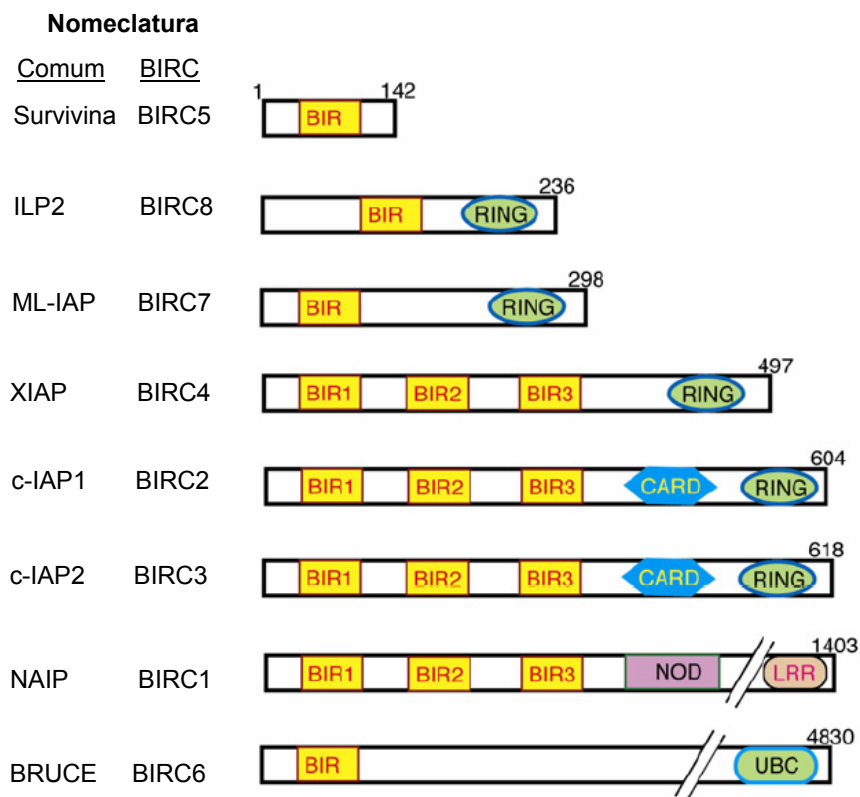 Nomeclatura
Comum BIRC
1 142
Survivina BIRC5 BIR
236
ILP2 BIRC8 BIR RING
298
ML-IAP BIRC7 BIR RING
497
XIAP BIRC4 BIR1 BIR2 BIR3 RING
604
c-IAP1 BIRC2 BIR1 BIR2 BIR3 CARD RING
618
c-IAP2 BIRC3 BIR1 BIR2 BIR3 CARD RING
1403
NAIP BIRC1 BIR1 BIR2 BIR3 NOD LRR
4830
BRUCE BIRC6 BIR UBC